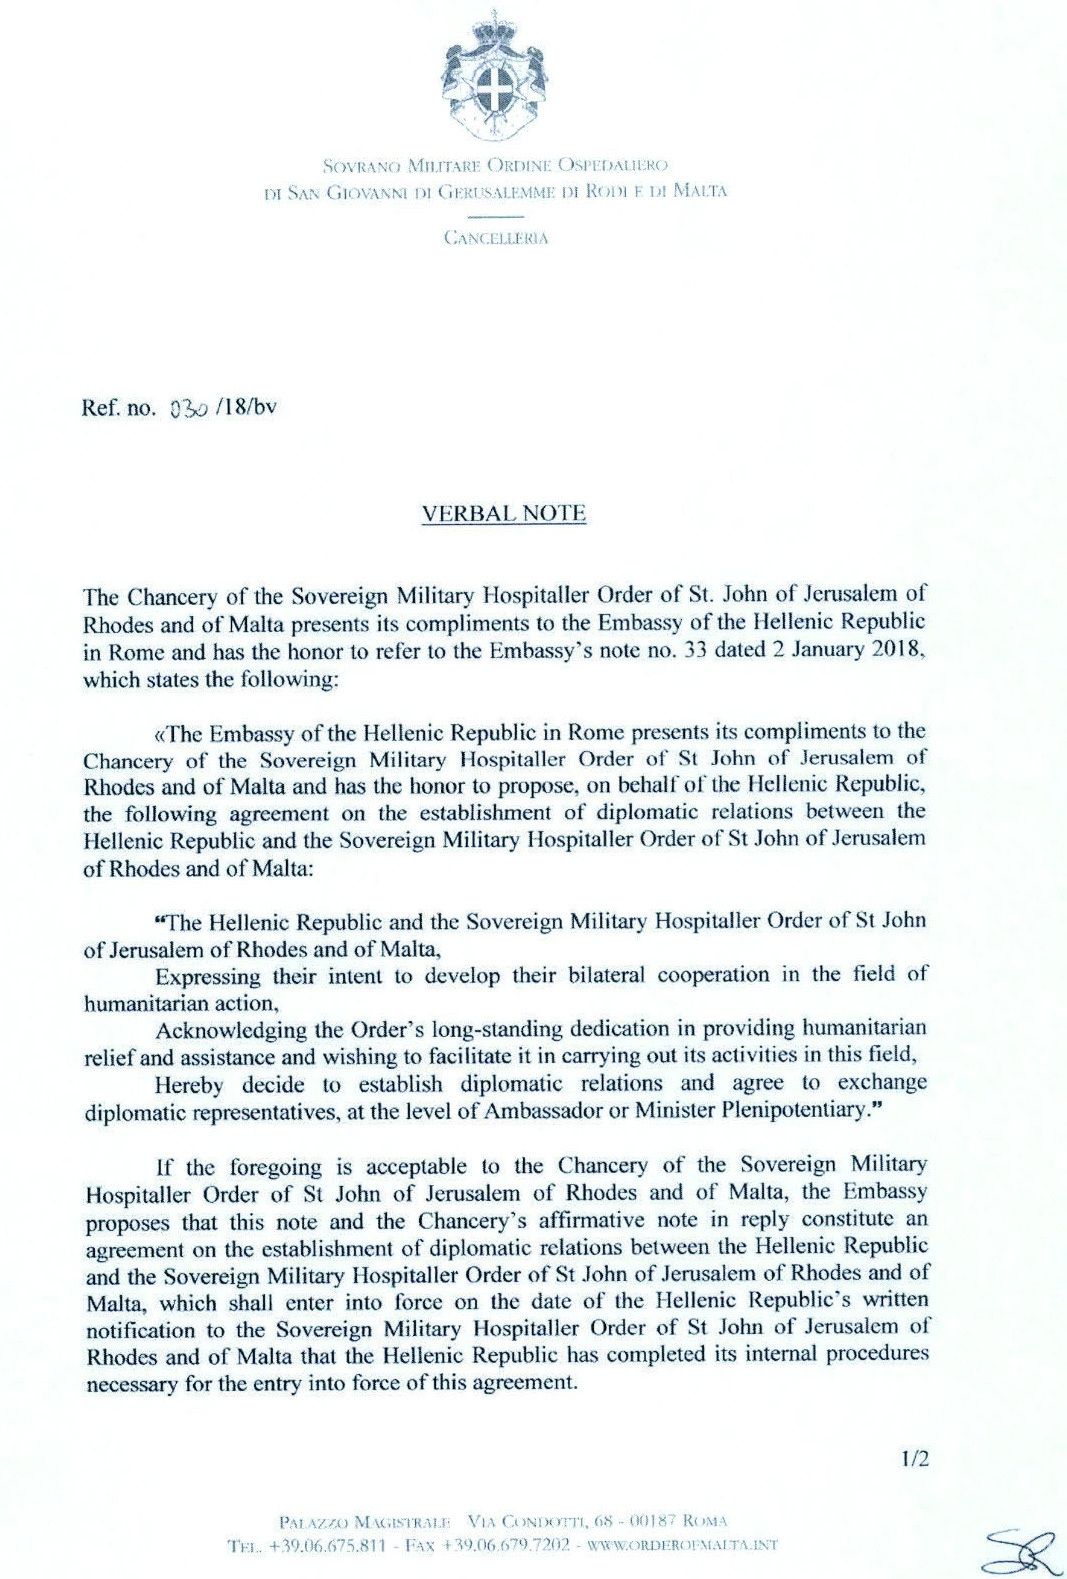 SOVRANO MILITARE ORDINE OSPEDALIERO
DI SAN GIOVANNI DI GERUSALEMME DI RODI E DI MALTA
CANCELLERIA
Ref. no. 030 /18/bv
VERBAL NOTE
The Chancery of the Sovereign Military Hospitaller Order of St. John of Jerusalem of
Rhodes and of Malta presents its compliments to the Embassy of the Hellenic Republic
in Rome and has the honor to refer to the Embassy's note no. 33 dated 2 January 2018,
which states the following:
«The Embassy of the Hellenic Republic in Rome presents its compliments to the
Chancery of the Sovereign Military Hospitaller Order of St John of Jerusalem of
Rhodes and of Malta and has the honor to propose, on behalf of the Hellenic Republic,
the following agreement on the establishment of diplomatic relations between the
Hellenic Republic and the Sovereign Military Hospitaller Order of St John of Jerusalem
of Rhodes and of Malta:
“The Hellenic Republic and the Sovereign Military Hospitaller Order of St John
of Jerusalem of Rhodes and of Malta,
Expressing their intent to develop their bilateral cooperation in the field of
humanitarian action,
Acknowledging the Order's long-standing dedication in providing humanitarian
relief and assistance and wishing to facilitate it in carrying out its activities in this field,
Hereby decide to establish diplomatic relations and agree to exchange
diplomatic representatives, at the level of Ambassador or Minister Plenipotentiary.”
If the foregoing is acceptable to the Chancery of the Sovereign Military
Hospitaller Order of St John of Jerusalem of Rhodes and of Malta, the Embassy
proposes that this note and the Chancery's affirmative note in reply constitute an
agreement on the establishment of diplomatic relations between the Hellenic Republic
and the Sovereign Military Hospitaller Order of St John of Jerusalem of Rhodes and of
Malta, which shall enter into force on the date of the Hellenic Republic's written
notification to the Sovereign Military Hospitaller Order of St John of Jerusalem of
Rhodes and of Malta that the Hellenic Republic has completed its internal procedures
necessary for the entry into force of this agreement.
1/2
PALAZZO MAGISTRALE VIA CONDOTTI, 68 - 00187 ROMA
TEL. +39.06.675.811 - FAX +39.06.679.7202 - WWW.ORDEROFMALTA.INT